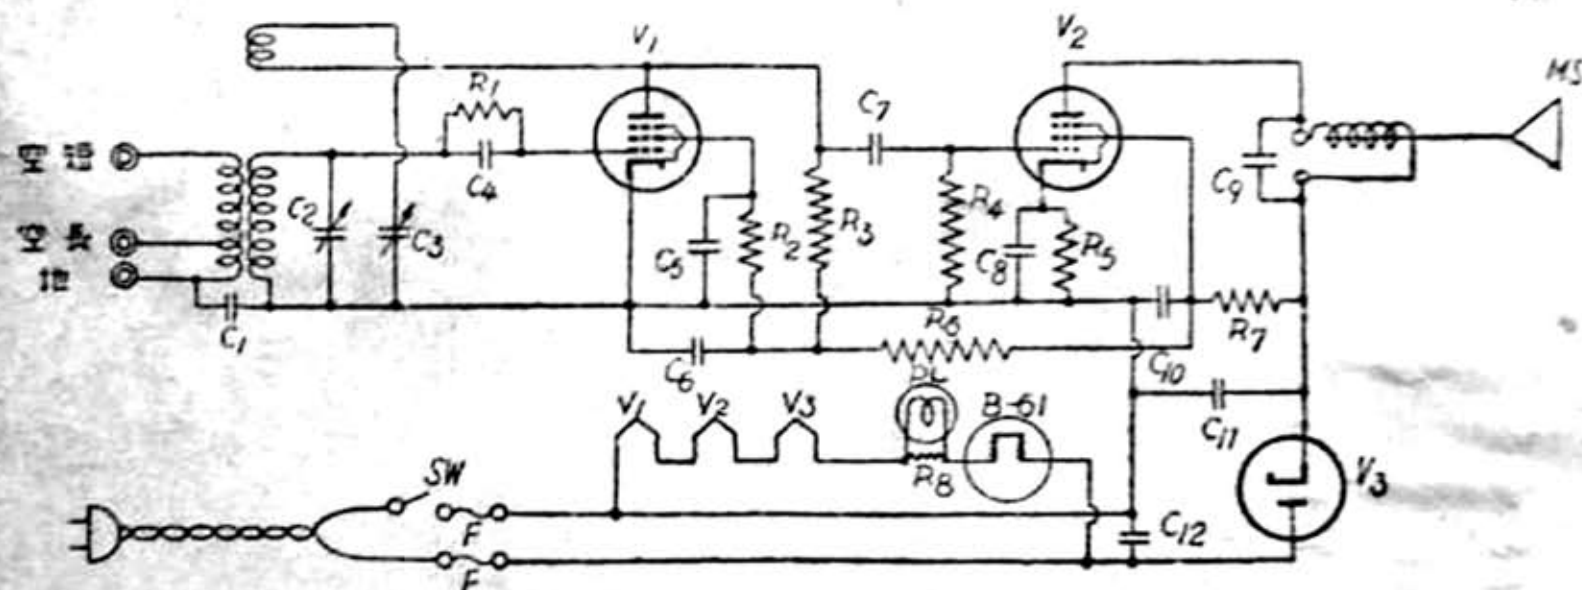 V1
V2
MS
R1
C7
空 短
C4
C9
C2
C3
R4
空 長
R2
R3
C5
C8
R5
地
R6
R7
C1
C6
PL
C10
V1
V2
V3
B-61
C11
SW
R8
V3
F
C12
F